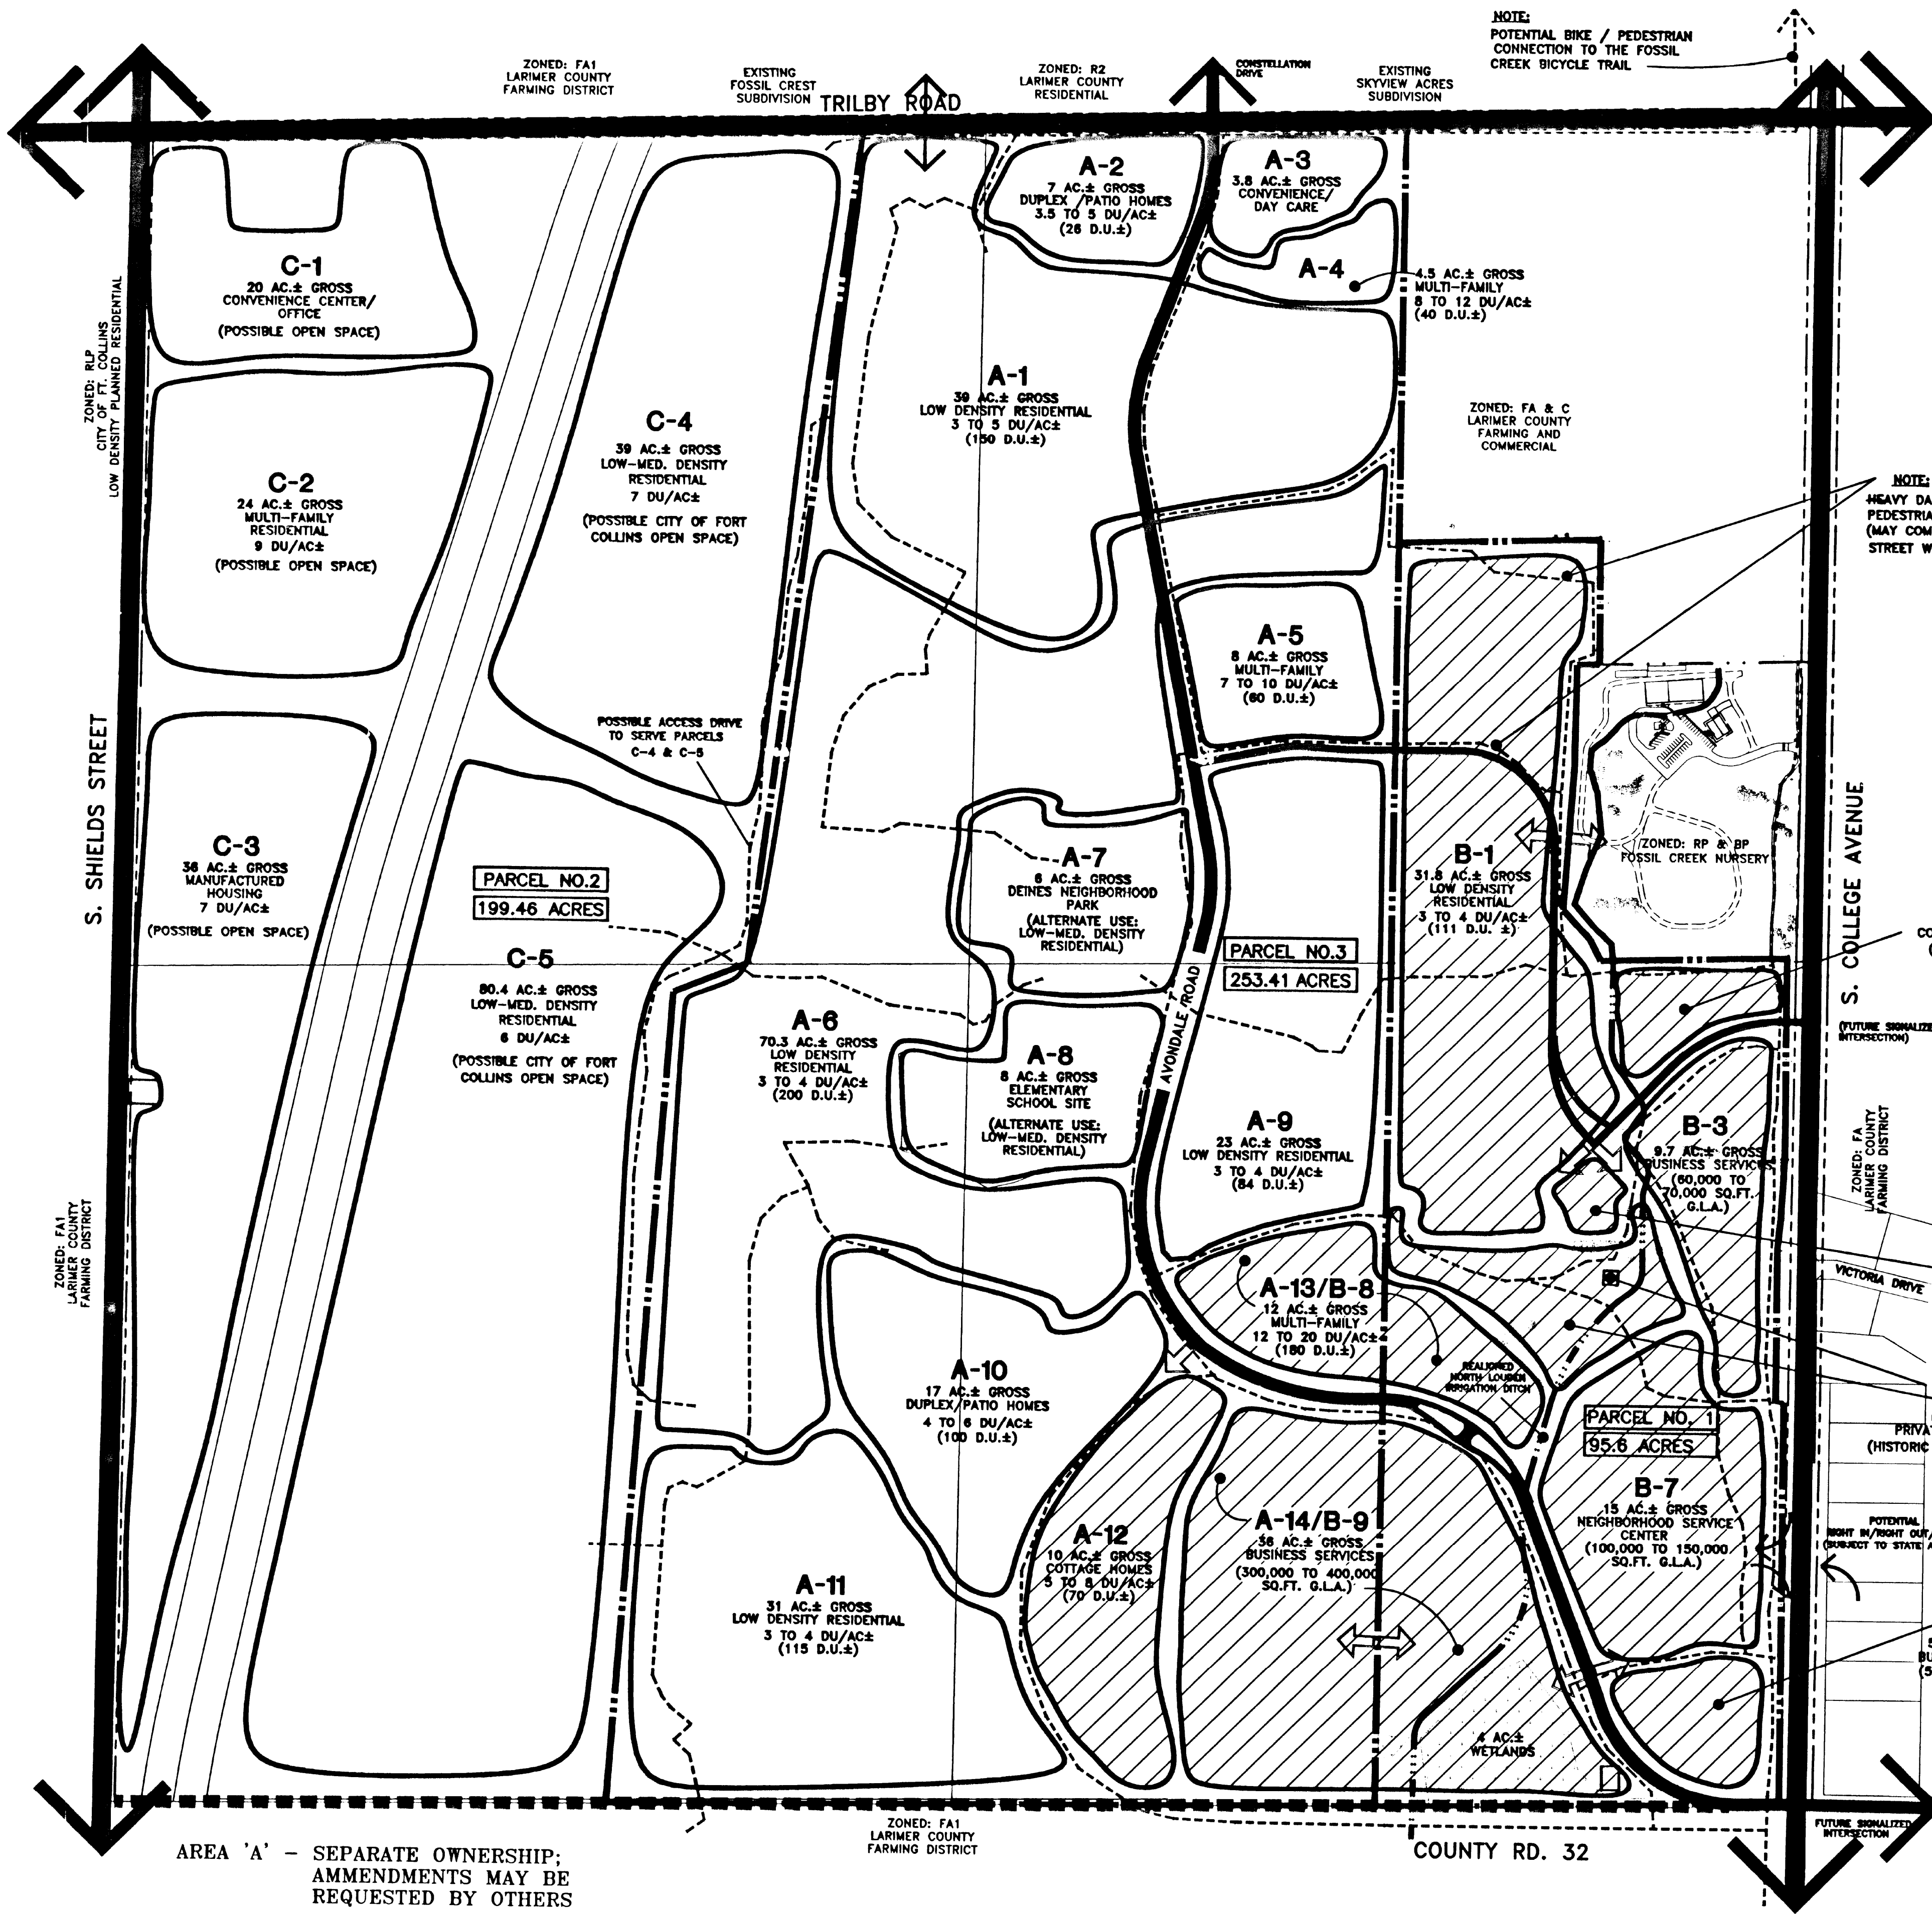 NOTE:
POTENTIAL BIKE / PEDESTRIAN
CONNECTION TO THE FOSSIL
CREEK BICYCLE TRAIL
ZONED: FA1
LARIMER COUNTY
FARMING DISTRICT
EXISTING
FOSSIL CREST
SUBDIVISION
TRILBY ROAD
ZONED: R2
LARIMER COUNTY
RESIDENTIAL
CONSTELLATION
DRIVE
EXISTING
SKYVIEW ACRES
SUBDIVISION
C-1
20 AC.± GROSS
CONVENIENCE CENTER/
OFFICE
(POSSIBLE OPEN SPACE)
ZONED: RLP
CITY OF FT. COLLINS
LOW DENSITY PLANNED RESIDENTIAL
C-2
24 AC.± GROSS
MULTI-FAMILY
RESIDENTIAL
9 DU/AC±
(POSSIBLE OPEN SPACE)
C-4
39 AC.± GROSS
LOW-MED. DENSITY
RESIDENTIAL
7 DU/AC±
(POSSIBLE CITY OF FORT
COLLINS OPEN SPACE)
A-1
39 AC.± GROSS
LOW DENSITY RESIDENTIAL
3 TO 5 DU/AC±
(150 D.U.±)
A-2
7 AC.± GROSS
DUPLEX /PATIO HOMES
3.5 TO 5 DU/AC±
(26 D.U.±)
A-3
3.8 AC.± GROSS
CONVENIENCE/
DAY CARE
A-4
4.5 AC.± GROSS
MULTI-FAMILY
8 TO 12 DU/AC±
(40 D.U.±)
ZONED: FA & C
LARIMER COUNTY
FARMING AND
COMMERCIAL
NOTE:
HEAVY DA
PEDESTRIA
(MAY COM
STREET W
A-5
8 AC.± GROSS
MULTI-FAMILY
7 TO 10 DU/AC±
(60 D.U.±)
S. SHIELDS STREET
POSSIBLE ACCESS DRIVE
TO SERVE PARCELS
C-4 & C-5
C-3
36 AC.± GROSS
MANUFACTURED
HOUSING
7 DU/AC±
(POSSIBLE OPEN SPACE)
PARCEL NO.2
199.46 ACRES
C-5
80.4 AC.± GROSS
LOW-MED. DENSITY
RESIDENTIAL
6 DU/AC±
(POSSIBLE CITY OF FORT
COLLINS OPEN SPACE)
A-7
6 AC.± GROSS
DEINES NEIGHBORHOOD
PARK
(ALTERNATE USE:
LOW-MED. DENSITY
RESIDENTIAL)
PARCEL NO.3
253.41 ACRES
AVONDALE ROAD
B-1
31.8 AC.± GROSS
LOW DENSITY
RESIDENTIAL
3 TO 4 DU/AC±
(111 D.U. ±)
ZONED: RP & BP
FOSSIL CREEK NURSERY
S. COLLEGE AVENUE
CO
(
(FUTURE SIGNALIZE
INTERSECTION)
A-6
70.3 AC.± GROSS
LOW DENSITY
RESIDENTIAL
3 TO 4 DU/AC±
(200 D.U.±)
A-8
8 AC.± GROSS
ELEMENTARY
SCHOOL SITE
(ALTERNATE USE:
LOW-MED. DENSITY
RESIDENTIAL)
A-9
23 AC.± GROSS
LOW DENSITY RESIDENTIAL
3 TO 4 DU/AC±
(84 D.U.±)
B-3
9.7 AC.± GROSS
BUSINESS SERVICES
(60,000 TO
70,000 SQ.FT.
G.L.A.)
ZONED: FA
LARIMER COUNTY
FARMING DISTRICT
ZONED: FA1
LARIMER COUNTY
FARMING DISTRICT
VICTORIA DRIVE
A-13/B-8
12 AC.± GROSS
MULTI-FAMILY
12 TO 20 DU/AC±
(180 D.U.±)
REALIGNED
NORTH LOUDEN
IRRIGATION DITCH
A-10
17 AC.± GROSS
DUPLEX/PATIO HOMES
4 TO 6 DU/AC±
(100 D.U.±)
PARCEL NO. 1
95.6 ACRES
PRIVA
(HISTORIC
B-7
15 AC.± GROSS
NEIGHBORHOOD SERVICE
CENTER
(100,000 TO 150,000
SQ.FT. G.L.A.)
POTENTIAL
RIGHT IN/RIGHT OUT/
(SUBJECT TO STATE A
A-12
10 AC.± GROSS
COTTAGE HOMES
5 TO 8 DU/AC±
(70 D.U.±)
A-14/B-9
36 AC.± GROSS
BUSINESS SERVICES
(300,000 TO 400,000
SQ.FT. G.L.A.)
A-11
31 AC.± GROSS
LOW DENSITY RESIDENTIAL
3 TO 4 DU/AC±
(115 D.U.±)
BU
(5
4 AC.±
WETLANDS
ZONED: FA1
LARIMER COUNTY
FARMING DISTRICT
COUNTY RD. 32
FUTURE SIGNALIZED
INTERSECTION
AREA 'A' - SEPARATE OWNERSHIP;
AMMENDMENTS MAY BE
REQUESTED BY OTHERS